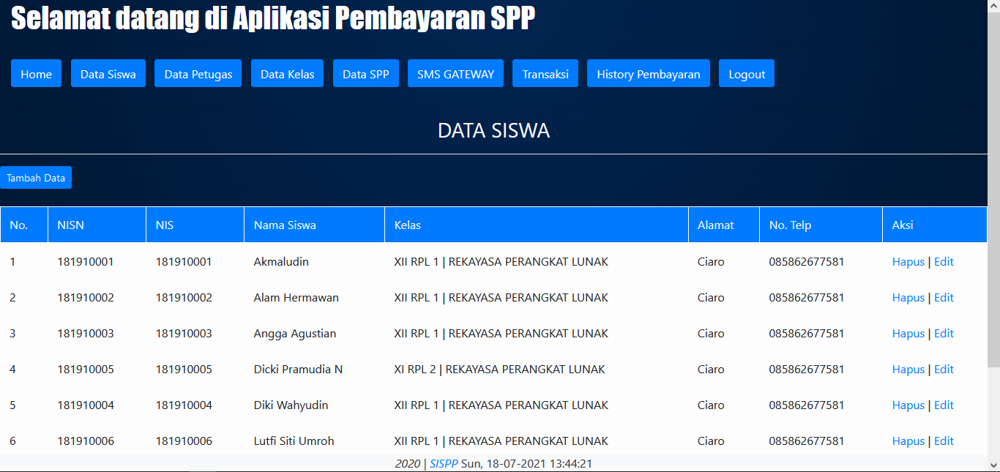 Selamat datang di Aplikasi Pembayaran SPP
Home Data Siswa Data Petugas Data Kelas Data SPP SMS GATEWAY Transaksi History Pembayaran Logout
DATA SISWA
Tambah Data
No. NISN NIS Nama Siswa Kelas Alamat No. Telp Aksi
1 181910001 181910001 Akmaludin XII RPL 1 | REKAYASA PERANGKAT LUNAK Ciaro 085862677581 Hapus | Edit
2 181910002 181910002 Alam Hermawan XII RPL 1 | REKAYASA PERANGKAT LUNAK Ciaro 085862677581 Hapus | Edit
3 181910003 181910003 Angga Agustian XII RPL 1 | REKAYASA PERANGKAT LUNAK Ciaro 085862677581 Hapus | Edit
4 181910005 181910005 Dicki Pramudia N XI RPL 2 | REKAYASA PERANGKAT LUNAK Ciaro 085862677581 Hapus | Edit
5 181910004 181910004 Diki Wahyudin XII RPL 1 | REKAYASA PERANGKAT LUNAK Ciaro 085862677581 Hapus | Edit
6 181910006 181910006 Lutfi Siti Umroh XII RPL 1 | REKAYASA PERANGKAT LUNAK Ciaro 085862677581 Hapus | Edit
2020 | SISPP Sun, 18-07-2021 13:44:21